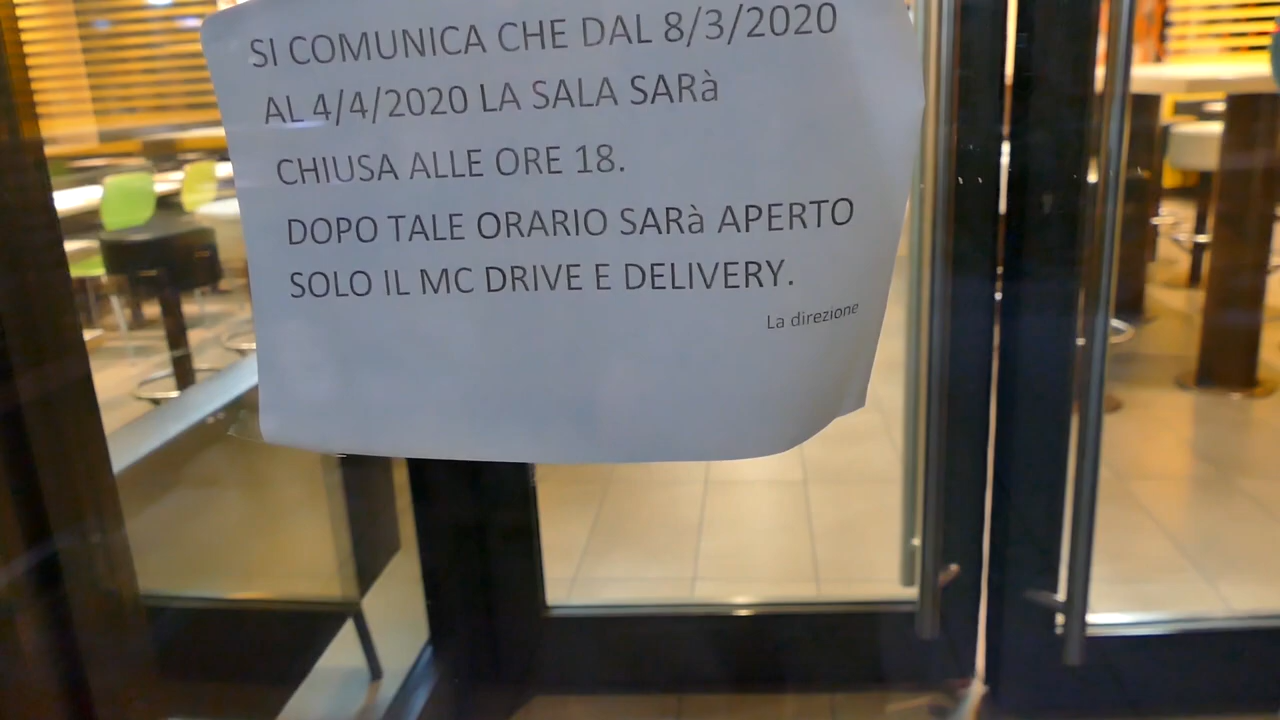 SI COMUNICA CHE DAL 8/3/2020
AL 4/4/2020 LA SALA SARà
CHIUSA ALLE ORE 18.
DOPO TALE ORARIO SARà APERTO
SOLO IL MC DRIVE E DELIVERY.
La direzione